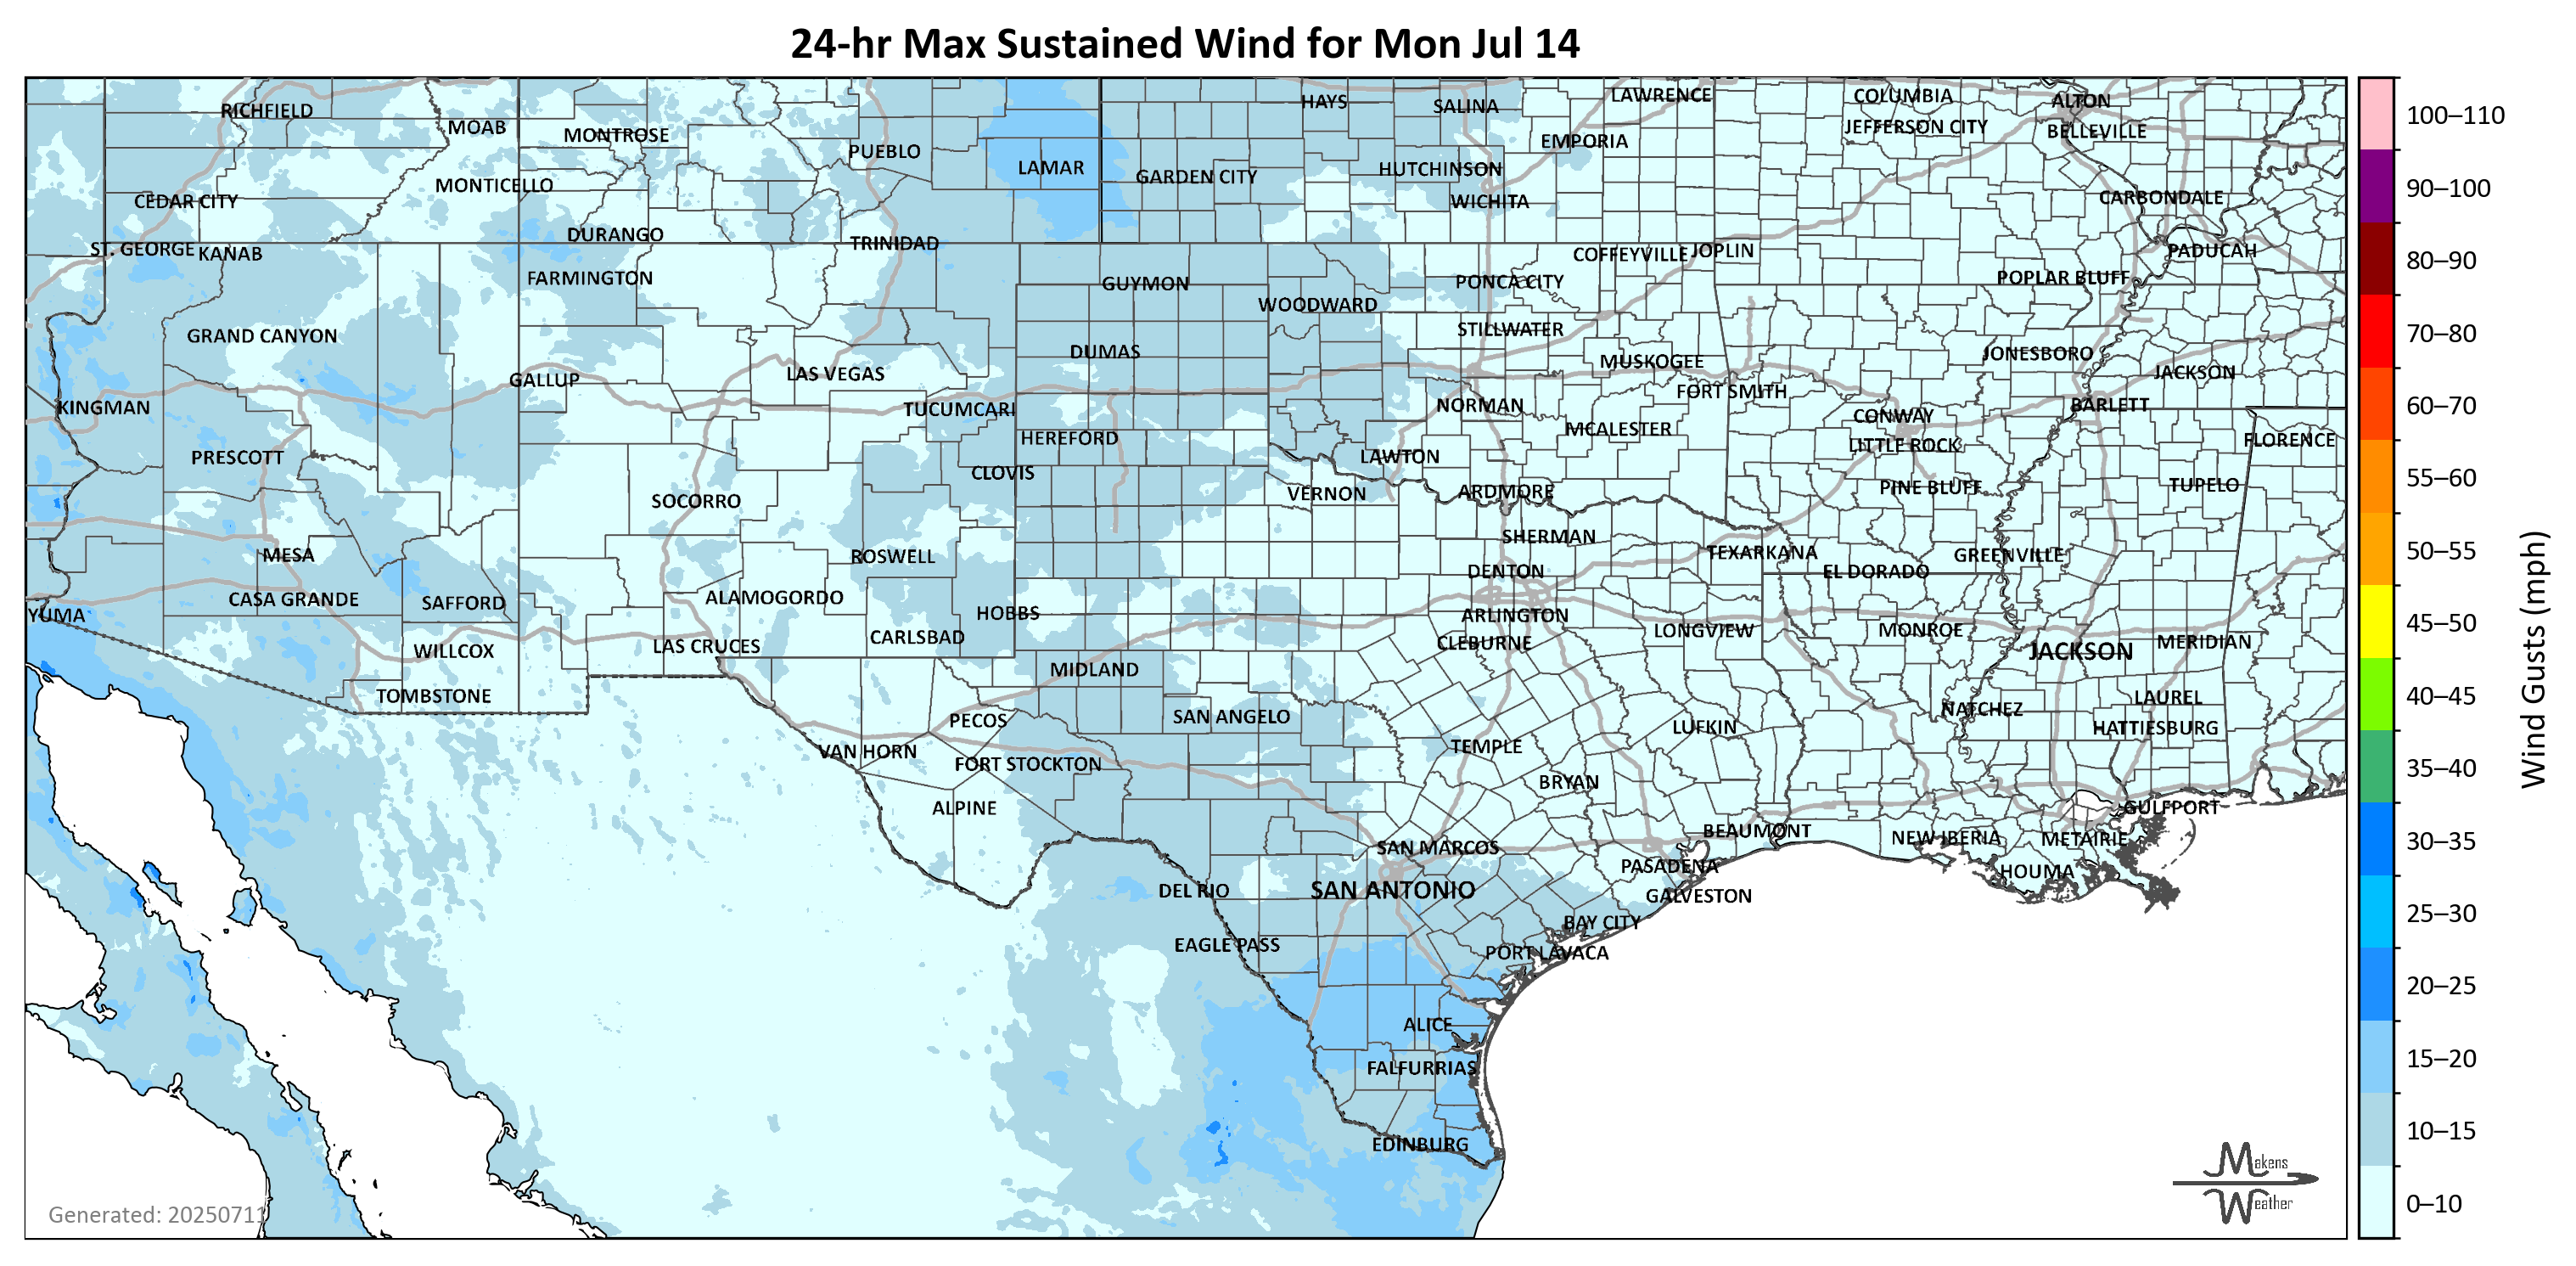 24-hr Max Sustained Wind for Mon Jul 14
RICHFIELD
MOAB
MONTROSE
PUEBLO
LAMAR
HAYS
SALINA
LAWRENCE
COLUMBIA
ALTON
EMPORIA
JEFFERSON CITY
BELLEVILLE
MONTICELLO
GARDEN CITY
HUTCHINSON
CEDAR CITY
WICHITA
CARBONDALE
ST. GEORGE
KANAB
DURANGO
TRINIDAD
COFFEYVILLE
JOPLIN
PADUCAH
FARMINGTON
GUYMON
PONCA CITY
POPLAR BLUFF
WOODWARD
GRAND CANYON
STILLWATER
DUMAS
MUSKOGEE
JONESBORO
GALLUP
LAS VEGAS
FORT SMITH
JACKSON
KINGMAN
TUCUMCARI
NORMAN
CONWAY
BARLETT
HEREFORD
MCALESTER
LITTLE ROCK
FLORENCE
PRESCOTT
CLOVIS
LAWTON
SOCORRO
VERNON
ARDMORE
PINE BLUFF
TUPELO
SHERMAN
MESA
ROSWELL
TEXARKANA
GREENVILLE
DENTON
EL DORADO
CASA GRANDE
SAFFORD
ALAMOGORDO
YUMA
HOBBS
ARLINGTON
WILLCOX
LAS CRUCES
CARLSBAD
CLEBURNE
LONGVIEW
MONROE
JACKSON
MERIDIAN
MIDLAND
TOMBSTONE
PECOS
SAN ANGELO
LUFKIN
NATCHEZ
LAUREL
HATTIESBURG
VAN HORN
FORT STOCKTON
TEMPLE
BRYAN
ALPINE
GULFPORT
SAN MARCOS
BEAUMONT
NEW IBERIA
METAIRIE
PASADENA
HOUMA
DEL RIO
SAN ANTONIO
GALVESTON
BAY CITY
EAGLE PASS
PORT LAVACA
ALICE
FALFURRIAS
EDINBURG
Generated: 20250711
Makens
Weather
100–110
90–100
80–90
70–80
60–70
55–60
50–55
45–50
40–45
35–40
30–35
25–30
20–25
15–20
10–15
0–10
Wind Gusts (mph)